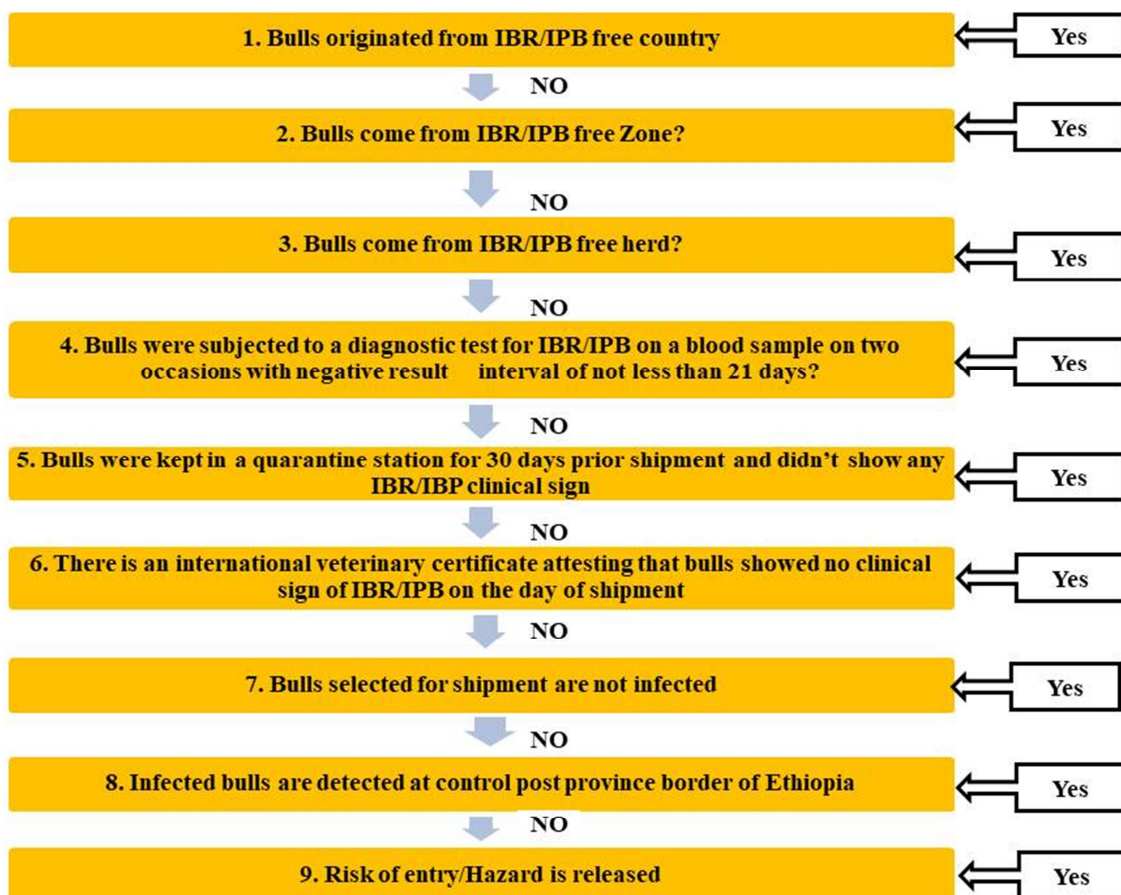 1. Bulls originated from IBR/IPB free country
Yes
NO
2. Bulls come from IBR/IPB free Zone?
Yes
NO
3. Bulls come from IBR/IPB free herd?
Yes
NO
4. Bulls were subjected to a diagnostic test for IBR/IPB on a blood sample on two
occasions with negative result interval of not less than 21 days?
Yes
NO
5. Bulls were kept in a quarantine station for 30 days prior shipment and didn't show any
IBR/IBP clinical sign
Yes
NO
6. There is an international veterinary certificate attesting that bulls showed no clinical
sign of IBR/IPB on the day of shipment
Yes
NO
7. Bulls selected for shipment are not infected
Yes
NO
8. Infected bulls are detected at control post province border of Ethiopia
Yes
NO
9. Risk of entry/Hazard is released
Yes